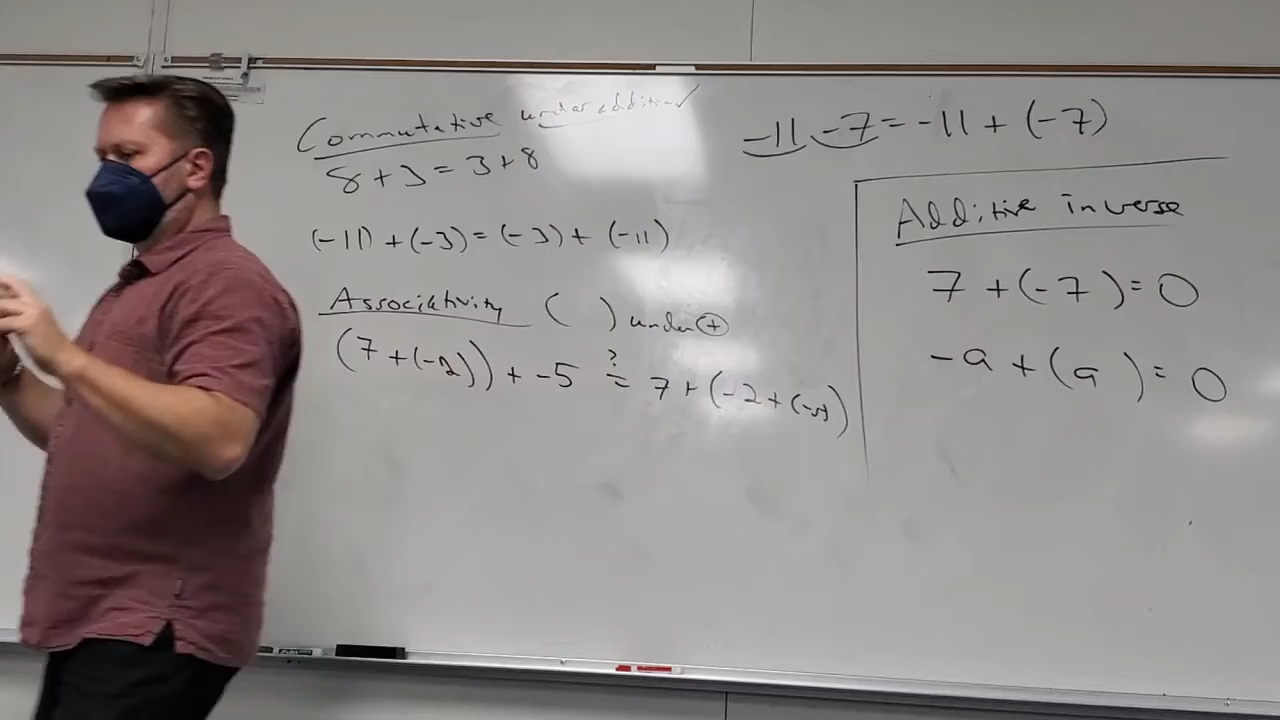 Commutative under addition ✓
8 + 3 = 3 + 8
(-11) + (-3) = (-3) + (-11)
Associativity ( ) under ⊕
(7 + (-2)) + -5 ≟ 7 + (-2 + (-5))
-11 -7 = -11 + (-7)
Additive inverse
7 + (-7) = 0
-a + (a) = 0